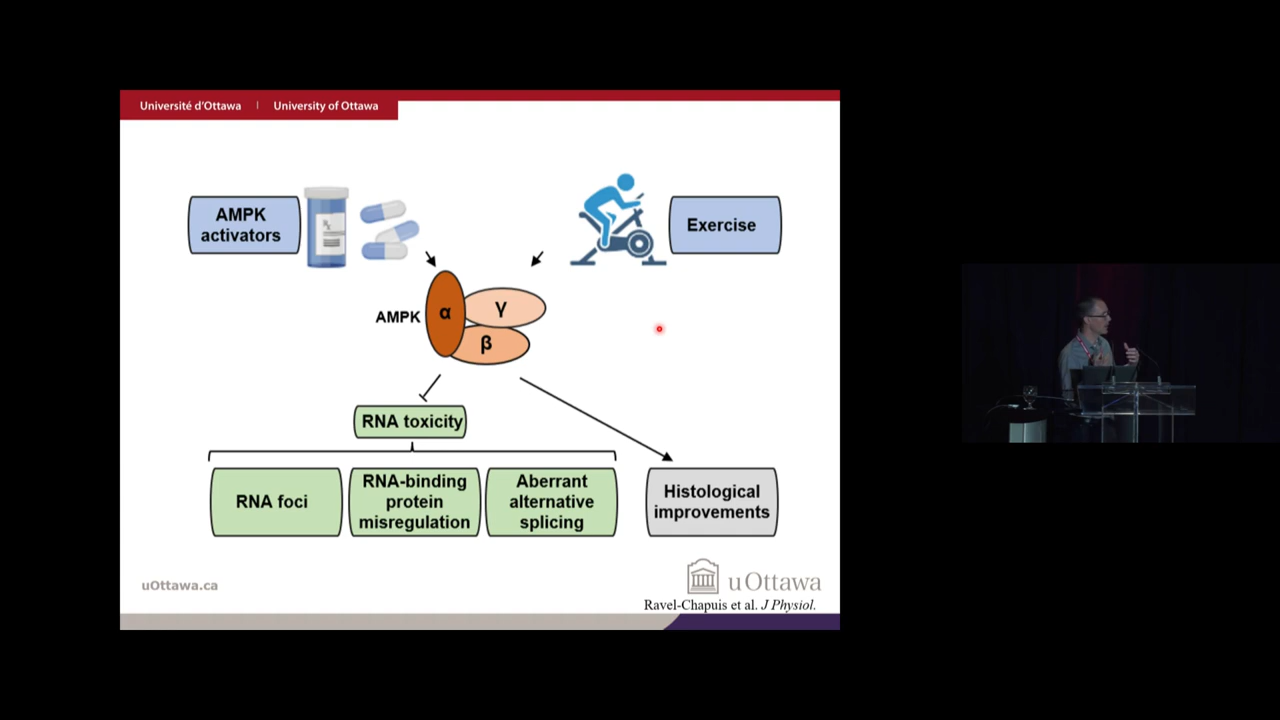 Université d'Ottawa | University of Ottawa
AMPK
activators
Exercise
AMPK
α
γ
β
RNA toxicity
RNA foci
RNA-binding
protein
misregulation
Aberrant
alternative
splicing
Histological
improvements
uOttawa.ca
uOttawa
Ravel-Chapuis et al. J Physiol.